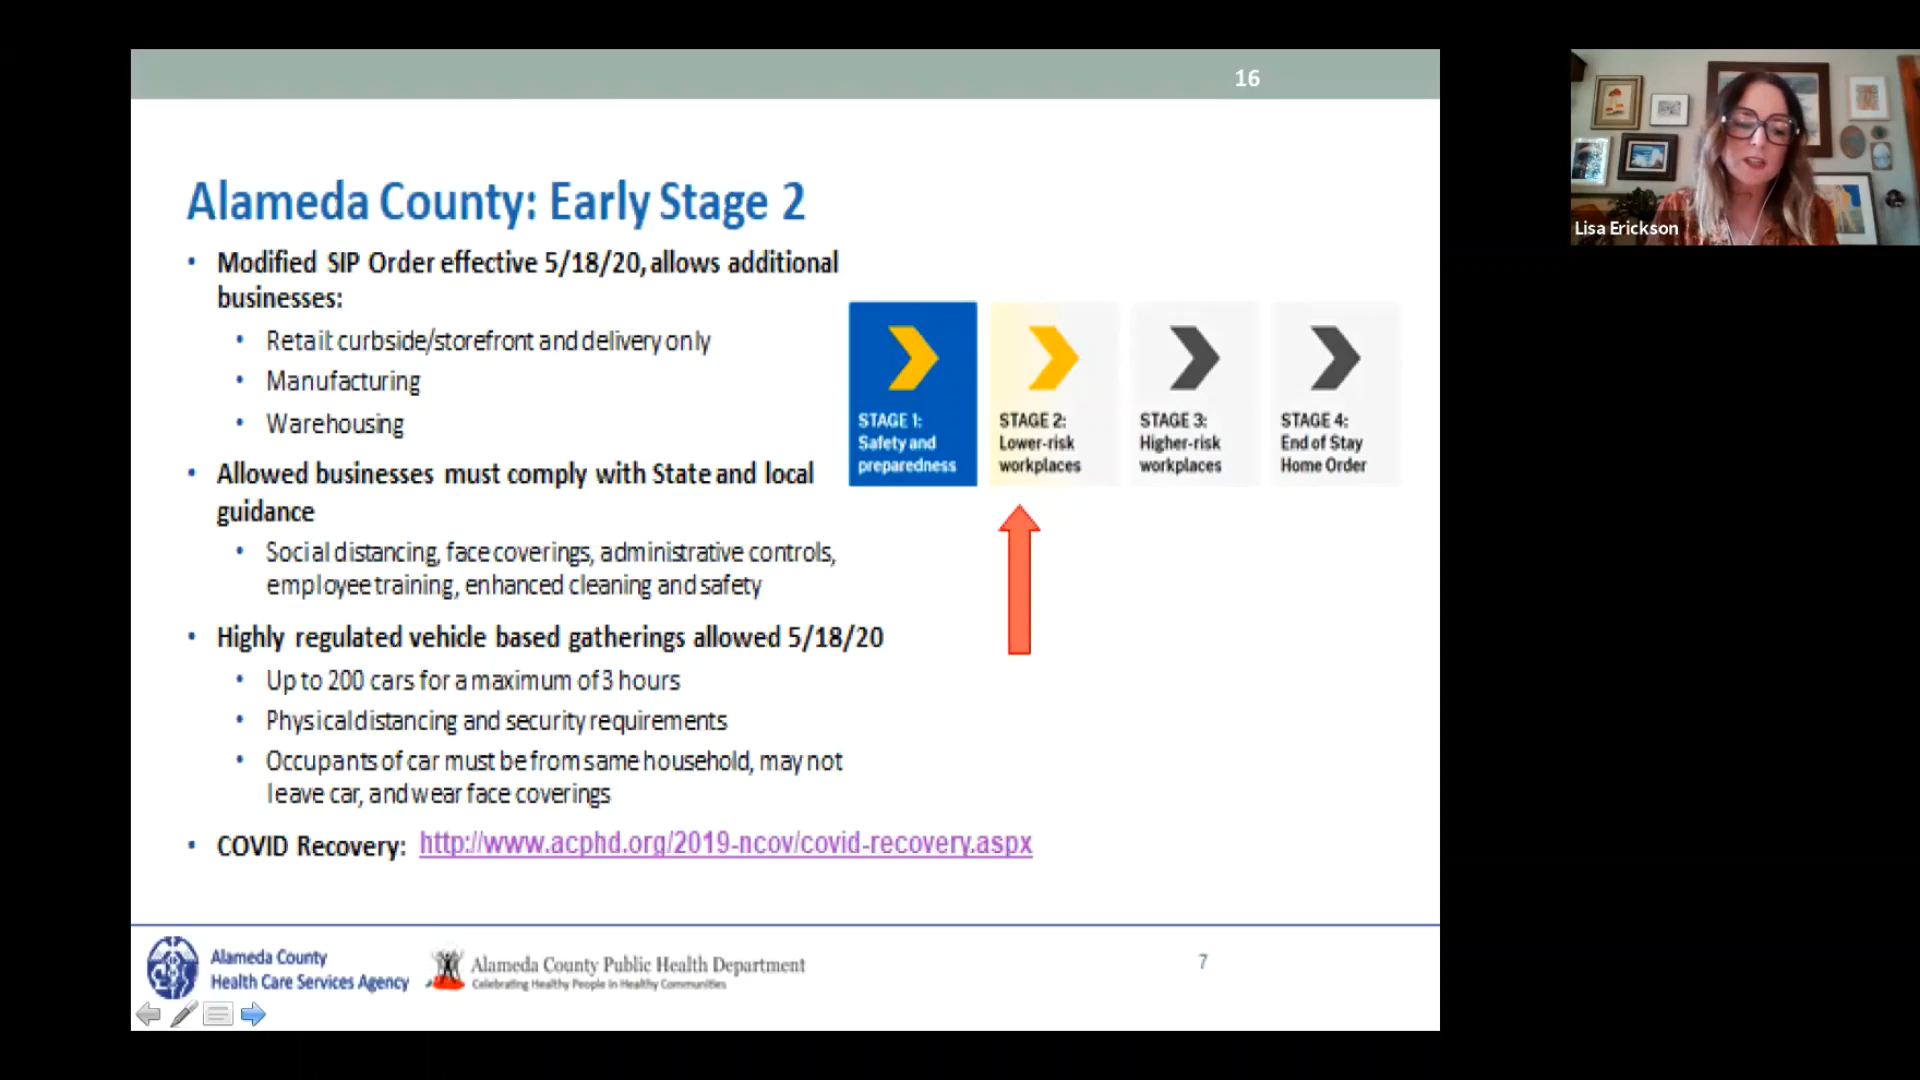 16
Alameda County: Early Stage 2
• Modified SIP Order effective 5/18/20, allows additional
businesses:
• Retail: curbside/storefront and delivery only
• Manufacturing
• Warehousing
• Allowed businesses must comply with State and local
guidance
• Social distancing, face coverings, administrative controls,
employee training, enhanced cleaning and safety
• Highly regulated vehicle based gatherings allowed 5/18/20
• Up to 200 cars for a maximum of 3 hours
• Physical distancing and security requirements
• Occupants of car must be from same household, may not
leave car, and wear face coverings
• COVID Recovery: http://www.acphd.org/2019-ncov/covid-recovery.aspx
STAGE 1:
Safety and
preparedness
STAGE 2:
Lower-risk
workplaces
STAGE 3:
Higher-risk
workplaces
STAGE 4:
End of Stay
Home Order
Alameda County
Health Care Services Agency
Alameda County Public Health Department
Celebrating Healthy People in Healthy Communities
7
Lisa Erickson